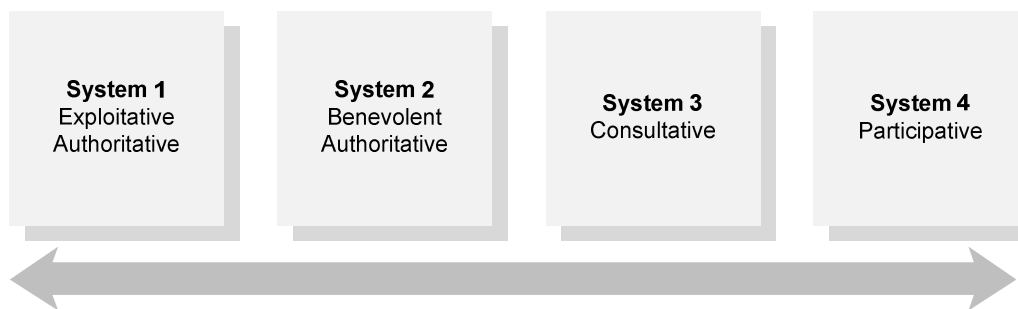 System 1
Exploitative
Authoritative
System 2
Benevolent
Authoritative
System 3
Consultative
System 4
Participative